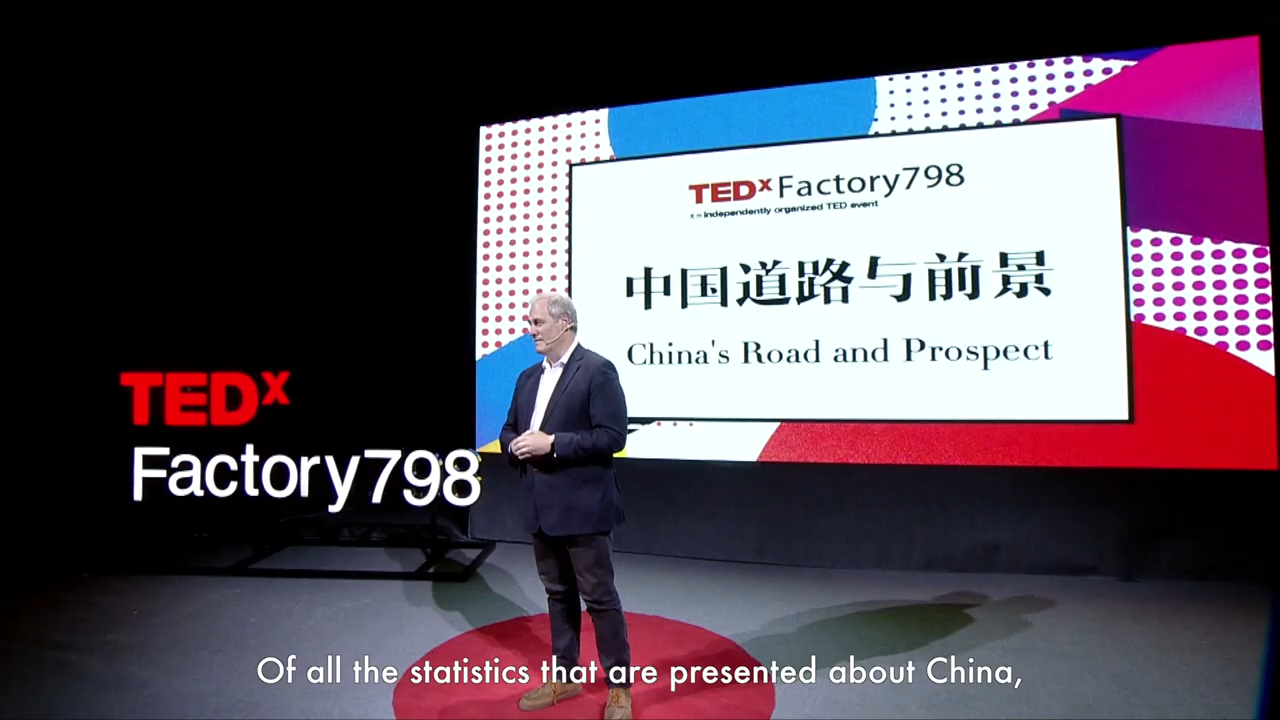 TEDx Factory798
x = independently organized TED event
中国道路与前景
China's Road and Prospect
TEDx
Factory798
Of all the statistics that are presented about China,